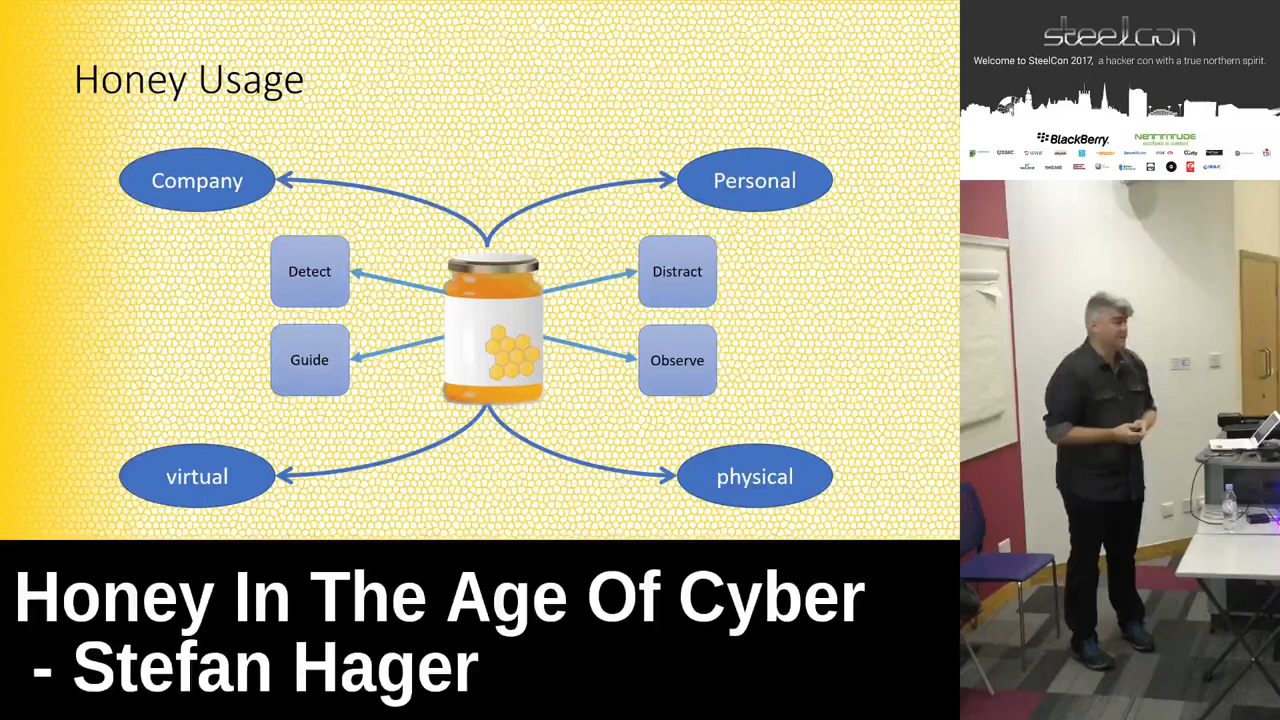 Honey Usage
Company
Personal
Detect
Distract
Guide
Observe
virtual
physical
Honey In The Age Of Cyber
- Stefan Hager
steelcon
Welcome to SteelCon 2017, a hacker con with a true northern spirit.
BlackBerry
NETTITUDE